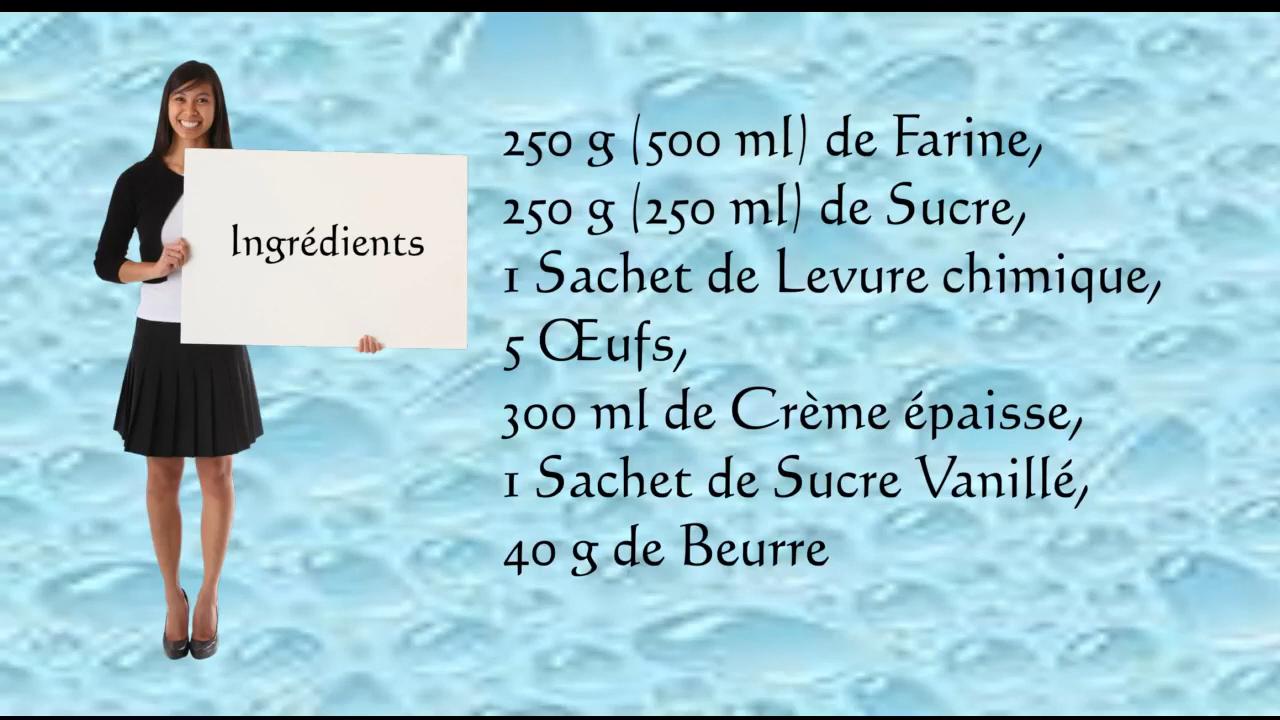 Ingrédients
250 g (500 ml) de Farine,
250 g (250 ml) de Sucre,
1 Sachet de Levure chimique,
5 Œufs,
300 ml de Crème épaisse,
1 Sachet de Sucre Vanillé,
40 g de Beurre